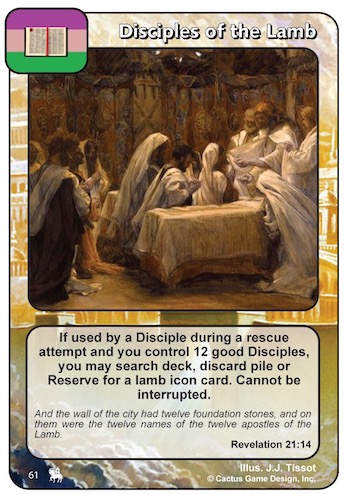 Disciples of the Lamb
If used by a Disciple during a rescue
attempt and you control 12 good Disciples,
you may search deck, discard pile or
Reserve for a lamb icon card. Cannot be
interrupted.
And the wall of the city had twelve foundation stones, and on
them were the twelve names of the twelve apostles of the
Lamb.
Revelation 21:14
Illus. J.J. Tissot
61
© Cactus Game Design, Inc.